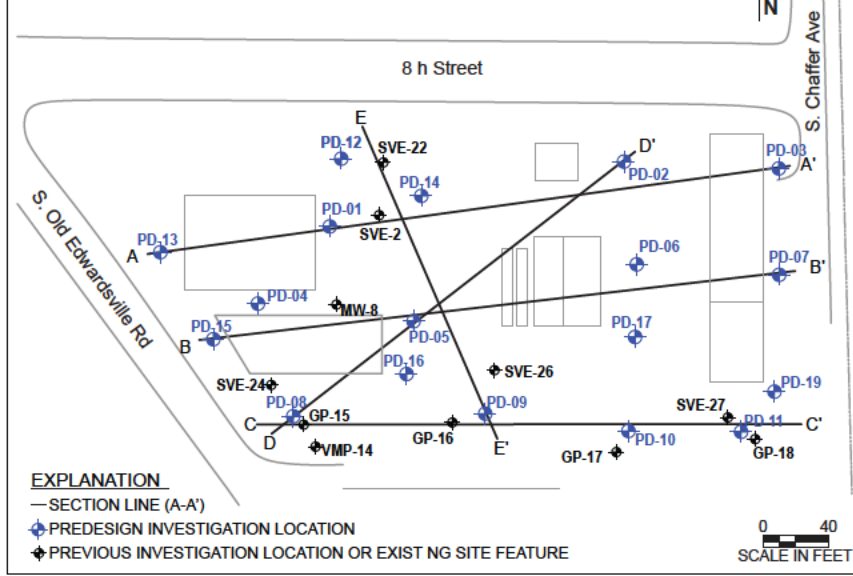 N
S. Chaffer Ave
8 h Street
E
PD-12
SVE-22
D'
PD-03
PD-02
A'
PD-14
S. Old Edwardsville Rd
PD-01
SVE-2
PD-13
A
PD-06
PD-07
B'
PD-04
MW-8
PD-15
PD-05
PD-17
B
PD-16
SVE-26
SVE-24
PD-19
PD-08
GP-15
PD-09
SVE-27
PD-11
C
C'
D
GP-16
E'
PD-10
VMP-14
GP-17
GP-18
EXPLANATION
SECTION LINE (A-A')
PREDESIGN INVESTIGATION LOCATION
PREVIOUS INVESTIGATION LOCATION OR EXIST NG SITE FEATURE
0 40
SCALE IN FEET